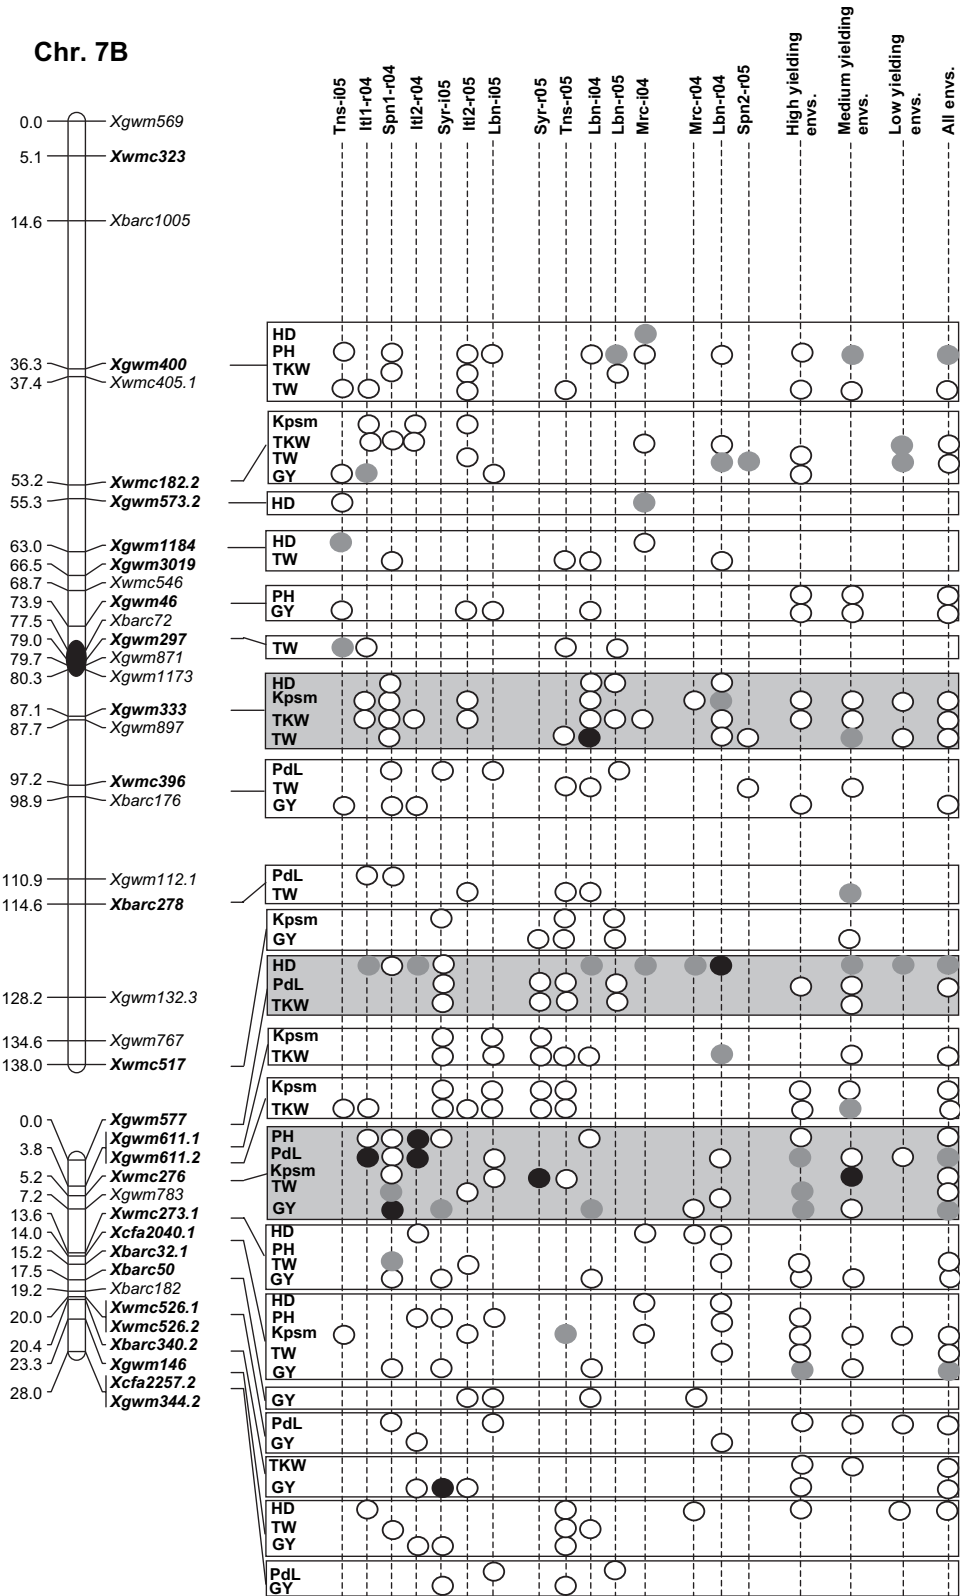 Chr. 7B
Tns-i05
Itl1-r04
Spn1-r04
Itl2-r04
Syr-i05
Itl2-r05
Lbn-i05
Syr-r05
Tns-r05
Lbn-i04
Lbn-r05
Mrc-i04
Mrc-r04
Lbn-r04
Spn2-r05
High yielding
envs.
Medium yielding
envs.
Low yielding
envs.
All envs.
0.0 Xgwm569
5.1 Xwmc323
14.6 Xbarc1005
36.3 Xgwm400
37.4 Xwmc405.1
53.2 Xwmc182.2
55.3 Xgwm573.2
63.0 Xgwm1184
66.5 Xgwm3019
68.7 Xwmc546
73.9 Xgwm46
77.5 Xbarc72
79.0 Xgwm297
79.7 Xgwm871
80.3 Xgwm1173
87.1 Xgwm333
87.7 Xgwm897
97.2 Xwmc396
98.9 Xbarc176
110.9 Xgwm112.1
114.6 Xbarc278
128.2 Xgwm132.3
134.6 Xgwm767
138.0 Xwmc517
0.0 Xgwm577
3.8 Xgwm611.1
Xgwm611.2
5.2 Xwmc276
7.2 Xgwm783
13.6 Xwmc273.1
14.0 Xcfa2040.1
15.2 Xbarc32.1
17.5 Xbarc50
19.2 Xbarc182
20.0 Xwmc526.1
Xwmc526.2
20.4 Xbarc340.2
23.3 Xgwm146
28.0 Xcfa2257.2
Xgwm344.2
HD
PH
TKW
TW
Kpsm
TKW
TW
GY
HD
HD
TW
PH
GY
TW
HD
Kpsm
TKW
TW
PdL
TW
GY
PdL
TW
Kpsm
GY
HD
PdL
TKW
Kpsm
TKW
Kpsm
TKW
PH
PdL
Kpsm
TW
GY
HD
PH
TW
GY
HD
PH
Kpsm
TW
GY
GY
PdL
GY
TKW
GY
HD
TW
GY
PdL
GY